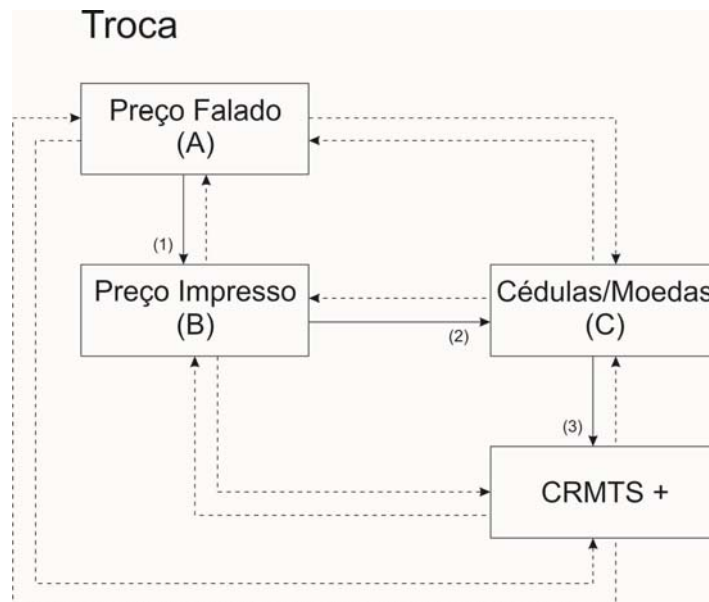 Troca
Preço Falado
(A)
(1)
Preço Impresso
(B)
Cédulas/Moedas
(C)
(2)
(3)
CRMTS +